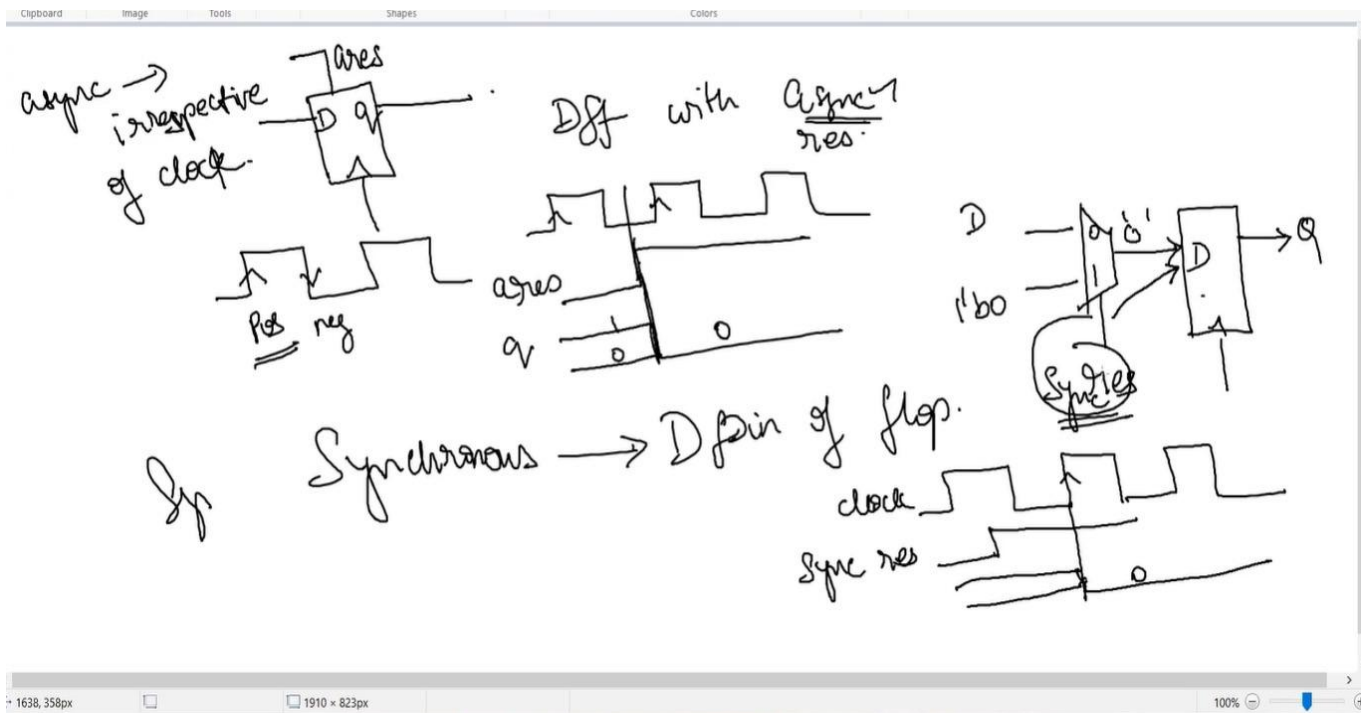 Clipboard Image Tools Shapes Colors
async →
irrespective
of clock.
ares
D q
Dff with async
res.
Pos neg
ares
q
1
0
0
D
1'b0
0
1
'0'
D
Q
Sync res
Synchronous → D pin of flop.
Sy
clock
Sync res
0
1638, 358px
1910 × 823px
100%